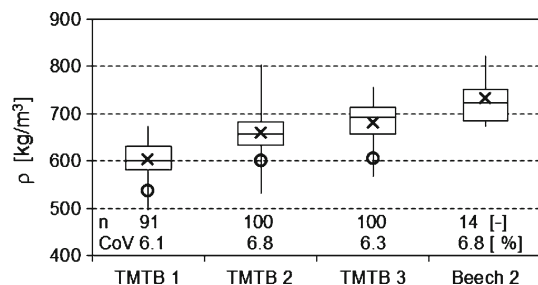 900
800
700
600
500
400
ρ [kg/m³]
n 91 100 100 14 [-]
CoV 6.1 6.8 6.3 6.8 [ %]
TMTB 1 TMTB 2 TMTB 3 Beech 2